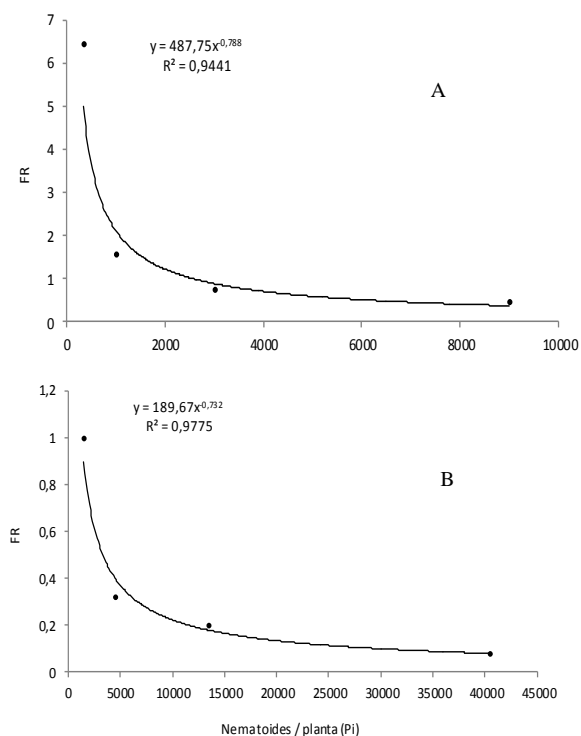 7
y = 487,75x^-0,788
R² = 0,9441
6
A
5
4
FR
3
2
1
0
0 2000 4000 6000 8000 10000
1,2
y = 189,67x^-0,732
R² = 0,9775
1
B
0,8
0,6
FR
0,4
0,2
0
0 5000 10000 15000 20000 25000 30000 35000 40000 45000
Nematoides / planta (Pi)